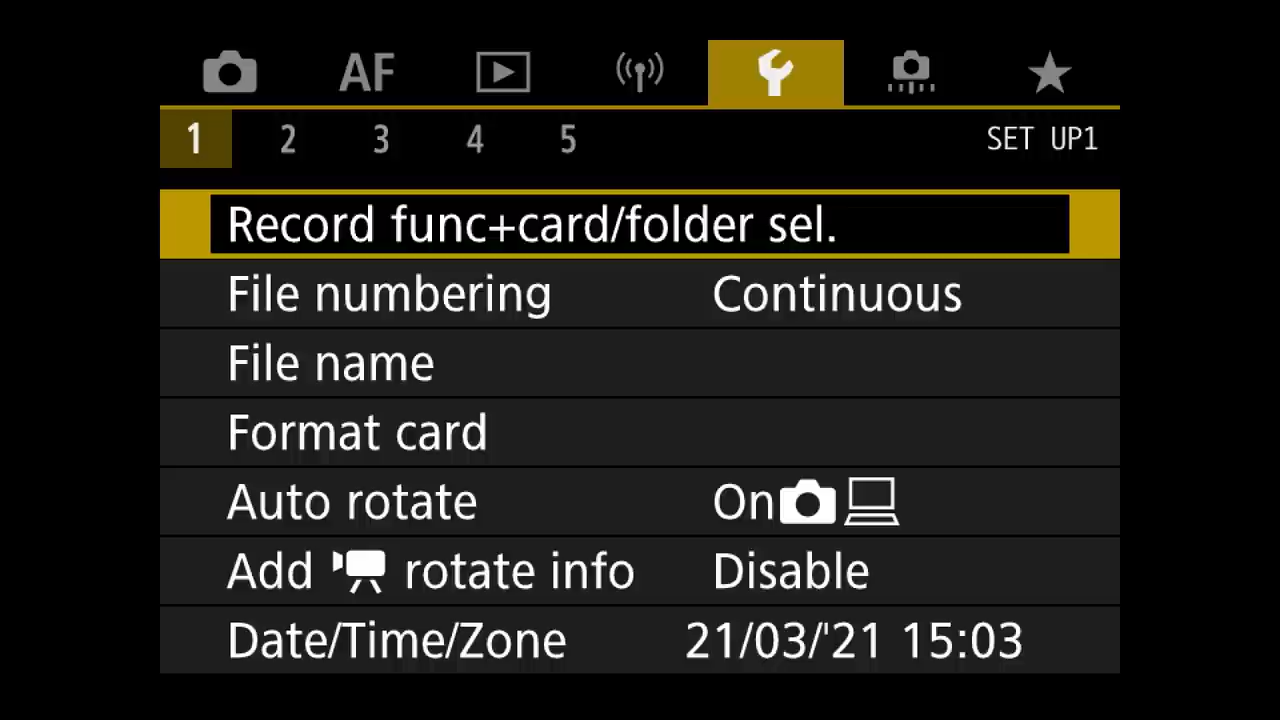 AF
1 2 3 4 5 SET UP1
Record func+card/folder sel.
File numbering Continuous
File name
Format card
Auto rotate On
Add rotate info Disable
Date/Time/Zone 21/03/'21 15:03